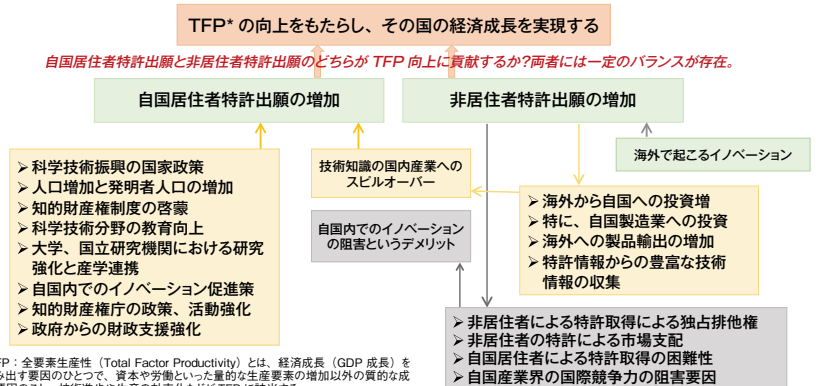 TFP* の向上をもたらし、その国の経済成長を実現する
自国居住者特許出願と非居住者特許出願のどちらが TFP 向上に貢献するか?両者には一定のバランスが存在。
自国居住者特許出願の増加
非居住者特許出願の増加
➢科学技術振興の国家政策
➢人口増加と発明者人口の増加
➢知的財産権制度の啓蒙
➢科学技術分野の教育向上
➢大学、国立研究機関における研究
強化と産学連携
➢自国内でのイノベーション促進策
➢知的財産権庁の政策、活動強化
➢政府からの財政支援強化
技術知識の国内産業への
スピルオーバー
自国内でのイノベーション
の阻害というデメリット
海外で起こるイノベーション
➢海外から自国への投資増
➢特に、自国製造業への投資
➢海外への製品輸出の増加
➢特許情報からの豊富な技術
情報の収集
➢非居住者による特許取得による独占排他権
➢非居住者の特許による市場支配
➢自国居住者による特許取得の困難性
➢自国産業界の国際競争力の阻害要因
FP：全要素生産性（Total Factor Productivity）とは、経済成長（GDP 成長）を
み出す要因のひとつで、資本や労働といった量的な生産要素の増加以外の質的な成